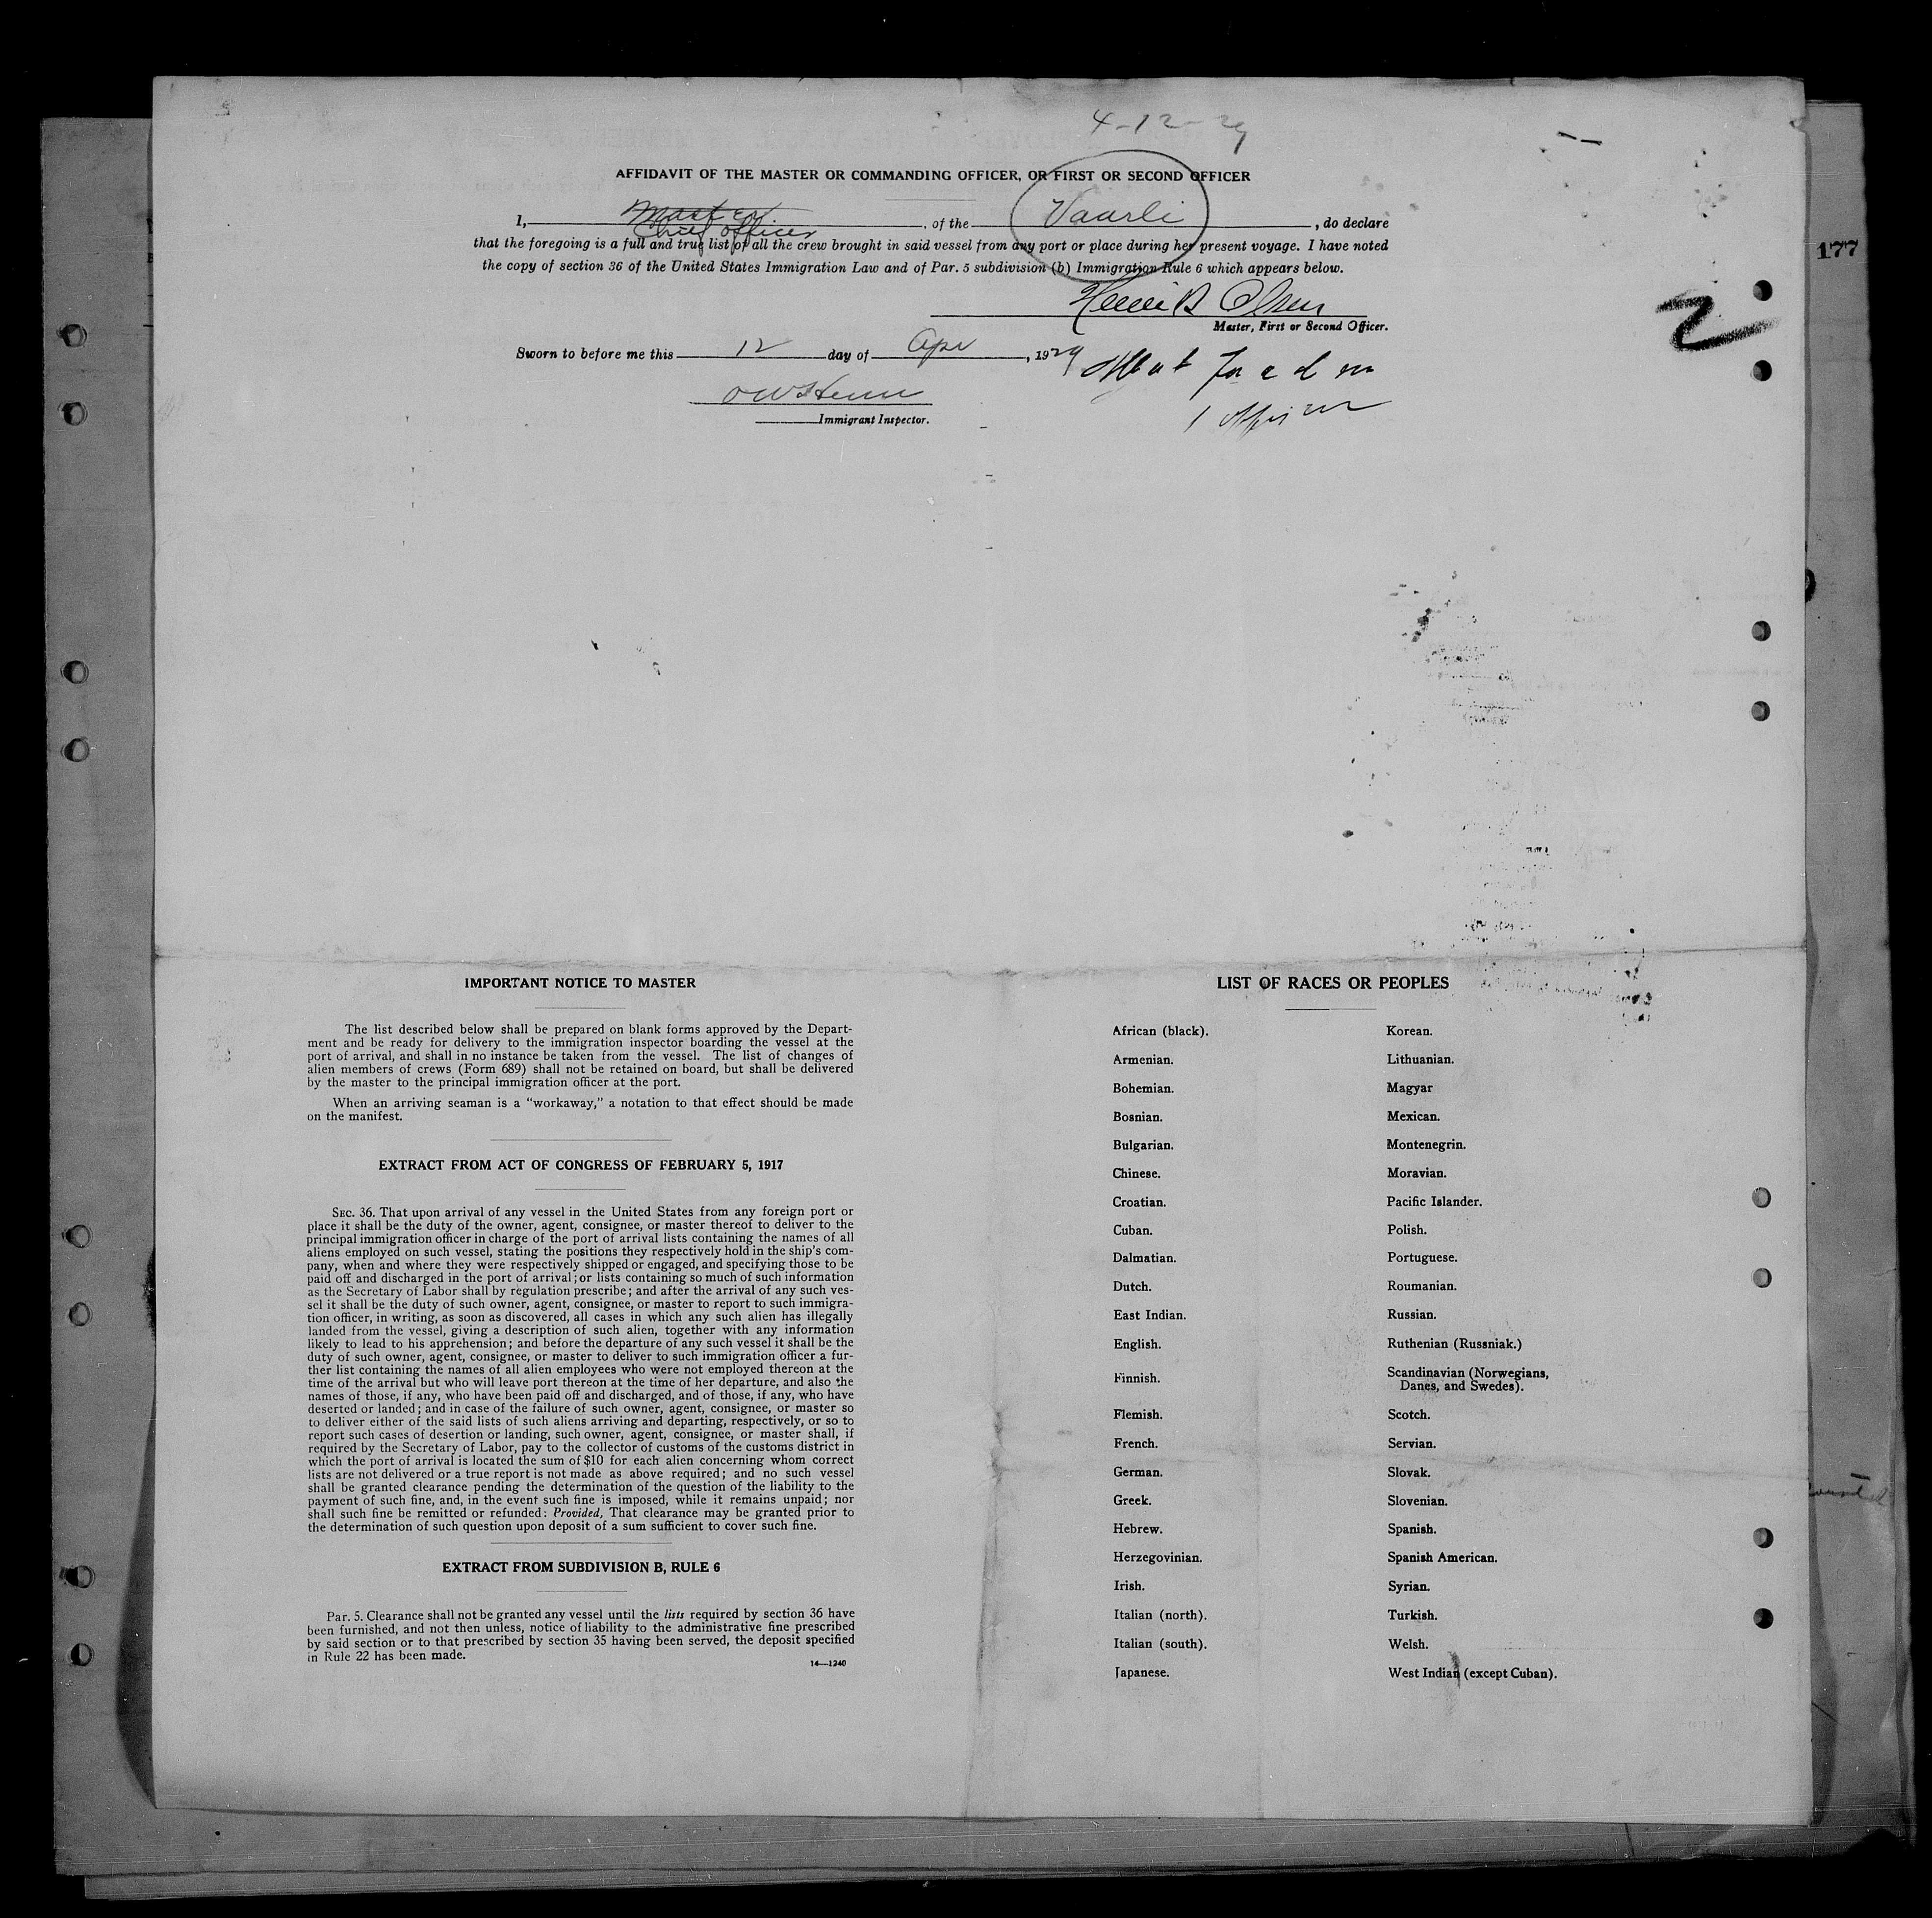 4-12-29
AFFIDAVIT OF THE MASTER OR COMMANDING OFFICER, OR FIRST OR SECOND OFFICER
I, Master, of the Vaarli, do declare
Chief officer
that the foregoing is a full and true list of all the crew brought in said vessel from any port or place during her present voyage. I have noted
the copy of section 36 of the United States Immigration Law and of Par. 5 subdivision (b) Immigration Rule 6 which appears below.
177
Olsen
2
Master, First or Second Officer.
Sworn to before me this 12 day of Apr, 1929
Immigrant Inspector.
IMPORTANT NOTICE TO MASTER
The list described below shall be prepared on blank forms approved by the Depart-
ment and be ready for delivery to the immigration inspector boarding the vessel at the
port of arrival, and shall in no instance be taken from the vessel. The list of changes of
alien members of crews (Form 689) shall not be retained on board, but shall be delivered
by the master to the principal immigration officer at the port.
When an arriving seaman is a “workaway,” a notation to that effect should be made
on the manifest.
EXTRACT FROM ACT OF CONGRESS OF FEBRUARY 5, 1917
SEC. 36. That upon arrival of any vessel in the United States from any foreign port or
place it shall be the duty of the owner, agent, consignee, or master thereof to deliver to the
principal immigration officer in charge of the port of arrival lists containing the names of all
aliens employed on such vessel, stating the positions they respectively hold in the ship's com-
pany, when and where they were respectively shipped or engaged, and specifying those to be
paid off and discharged in the port of arrival; or lists containing so much of such information
as the Secretary of Labor shall by regulation prescribe; and after the arrival of any such ves-
sel it shall be the duty of such owner, agent, consignee, or master to report to such immigra-
tion officer, in writing, as soon as discovered, all cases in which any such alien has illegally
landed from the vessel, giving a description of such alien, together with any information
likely to lead to his apprehension; and before the departure of any such vessel it shall be the
duty of such owner, agent, consignee, or master to deliver to such immigration officer a fur-
ther list containing the names of all alien employees who were not employed thereon at the
time of the arrival but who will leave port thereon at the time of her departure, and also the
names of those, if any, who have been paid off and discharged, and of those, if any, who have
deserted or landed; and in case of the failure of such owner, agent, consignee, or master so
to deliver either of the said lists of such aliens arriving and departing, respectively, or so to
report such cases of desertion or landing, such owner, agent, consignee, or master shall, if
required by the Secretary of Labor, pay to the collector of customs of the customs district in
which the port of arrival is located the sum of $10 for each alien concerning whom correct
lists are not delivered or a true report is not made as above required; and no such vessel
shall be granted clearance pending the determination of the question of the liability to the
payment of such fine, and, in the event such fine is imposed, while it remains unpaid; nor
shall such fine be remitted or refunded: Provided, That clearance may be granted prior to
the determination of such question upon deposit of a sum sufficient to cover such fine.
EXTRACT FROM SUBDIVISION B, RULE 6
Par. 5. Clearance shall not be granted any vessel until the lists required by section 36 have
been furnished, and not then unless, notice of liability to the administrative fine prescribed
by said section or to that prescribed by section 35 having been served, the deposit specified
in Rule 22 has been made.
14—1240
LIST OF RACES OR PEOPLES
African (black).
Armenian.
Bohemian.
Bosnian.
Bulgarian.
Chinese.
Croatian.
Cuban.
Dalmatian.
Dutch.
East Indian.
English.
Finnish.
Flemish.
French.
German.
Greek.
Hebrew.
Herzegovinian.
Irish.
Italian (north).
Italian (south).
Japanese.
Korean.
Lithuanian.
Magyar
Mexican.
Montenegrin.
Moravian.
Pacific Islander.
Polish.
Portuguese.
Roumanian.
Russian.
Ruthenian (Russniak.)
Scandinavian (Norwegians,
Danes, and Swedes).
Scotch.
Servian.
Slovak.
Slovenian.
Spanish.
Spanish American.
Syrian.
Turkish.
Welsh.
West Indian (except Cuban).